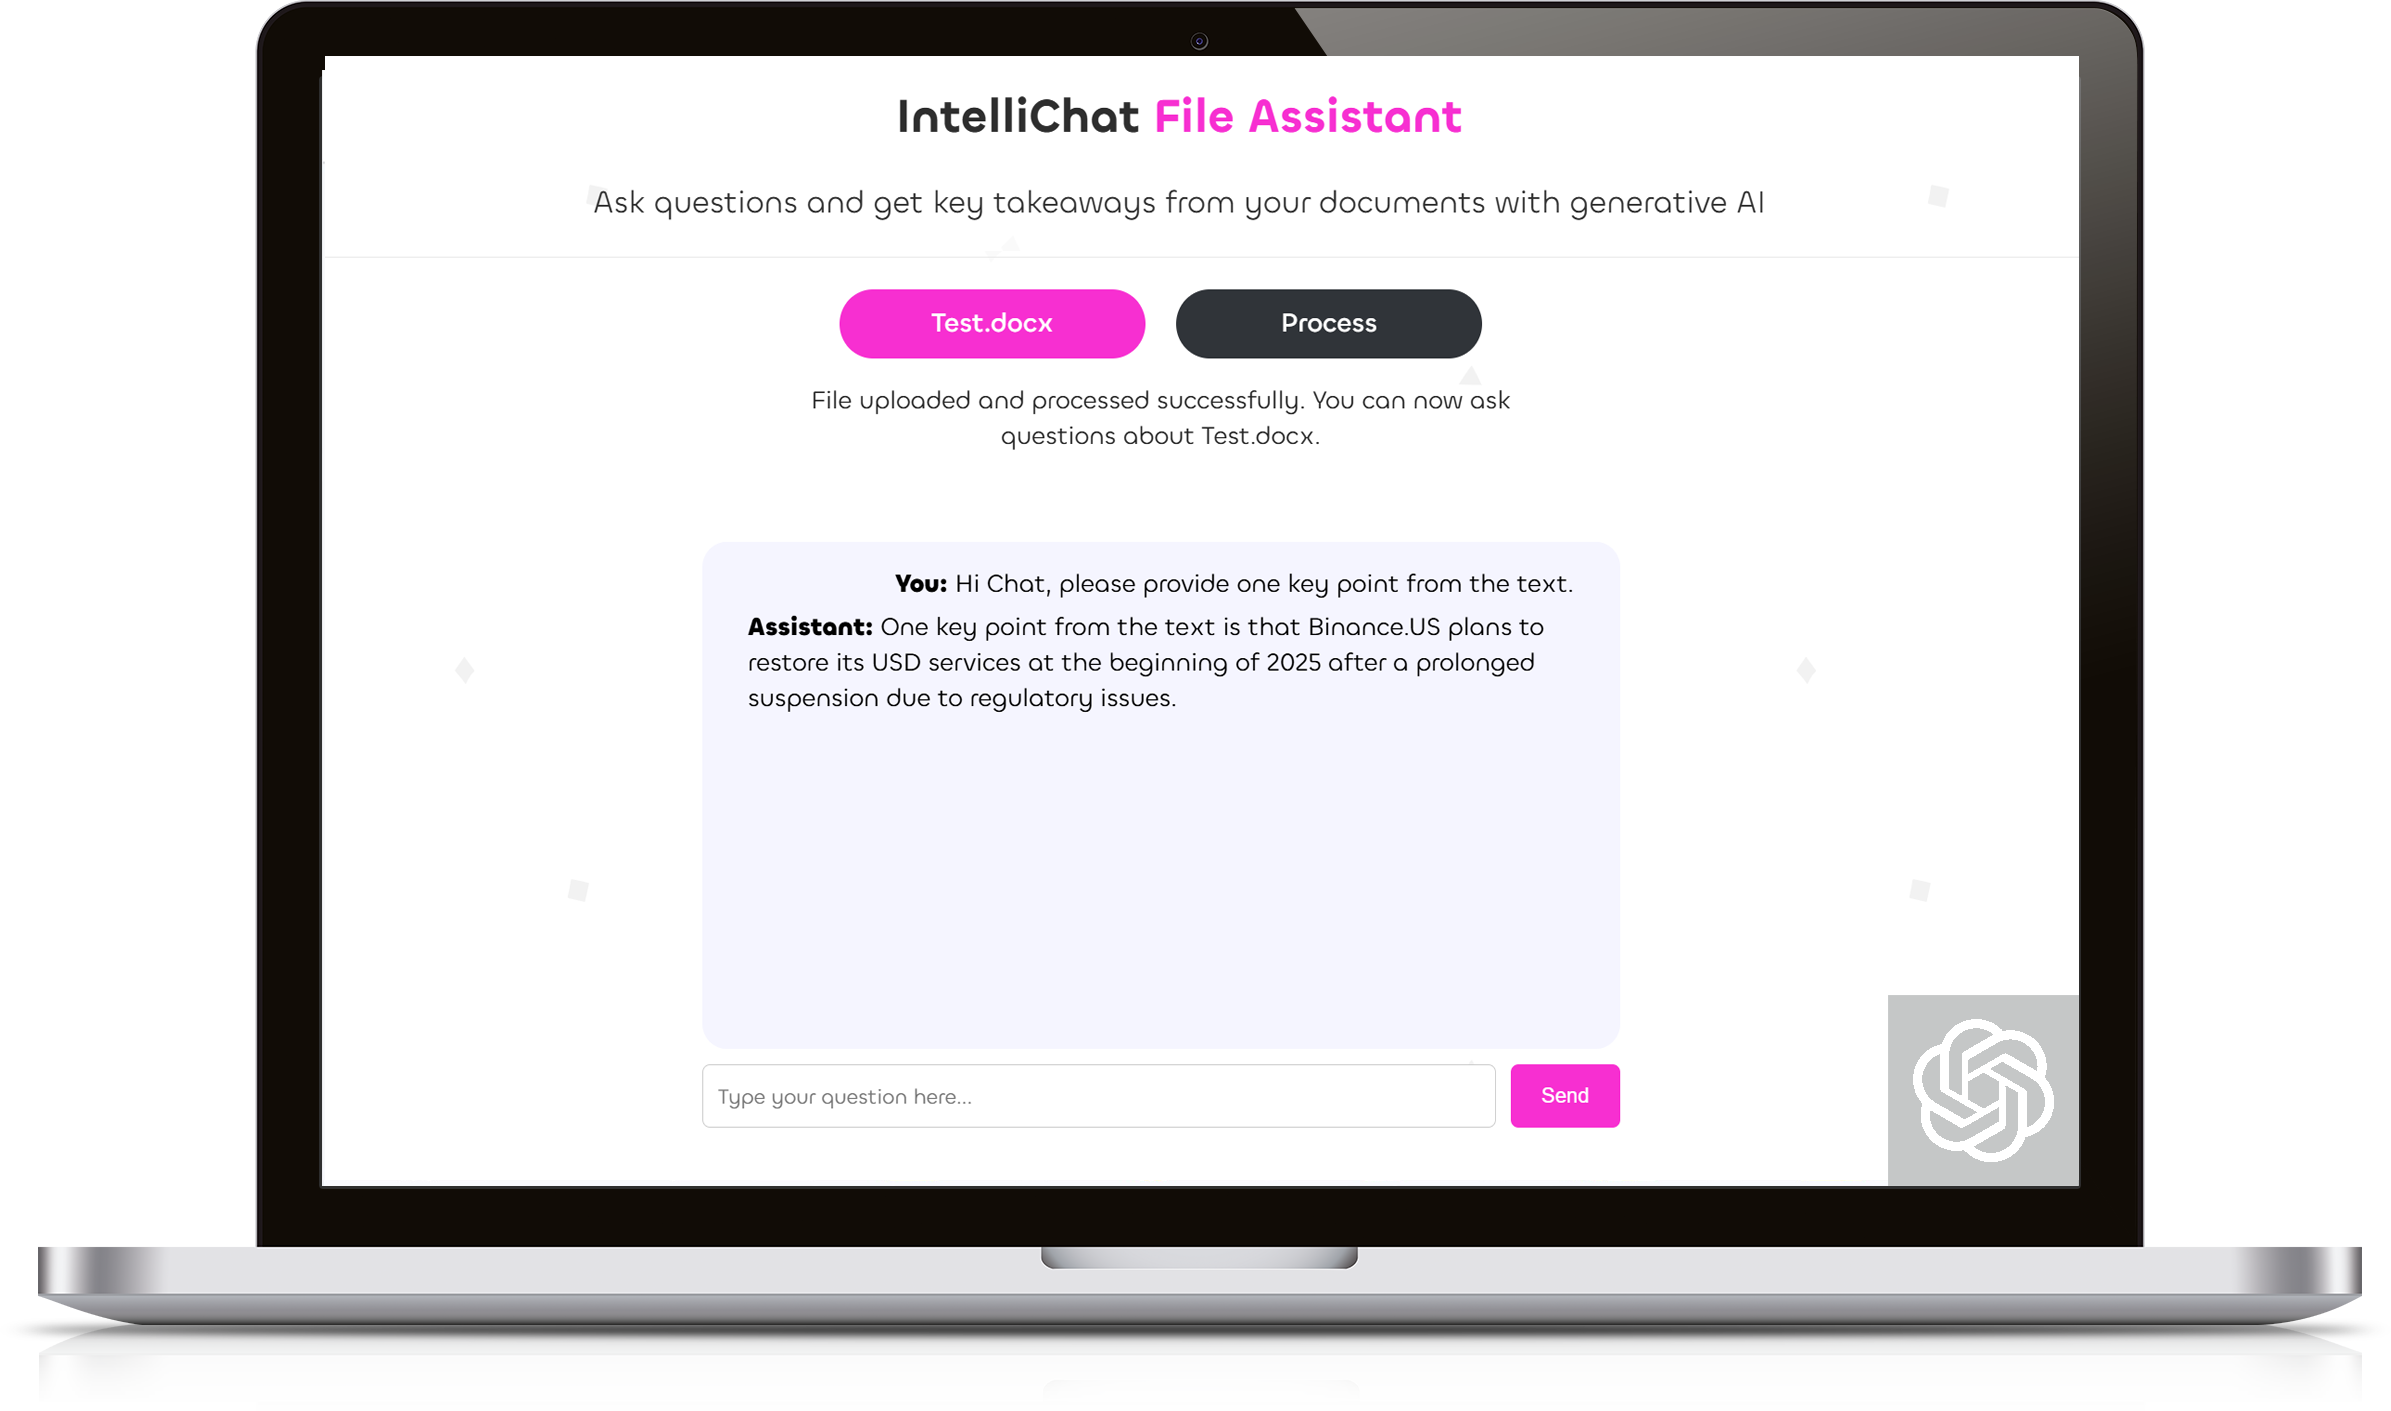 IntelliChat File Assistant
Ask questions and get key takeaways from your documents with generative AI
Test.docx
Process
File uploaded and processed successfully. You can now ask
questions about Test.docx.
You: Hi Chat, please provide one key point from the text.
Assistant: One key point from the text is that Binance.US plans to
restore its USD services at the beginning of 2025 after a prolonged
suspension due to regulatory issues.
Type your question here...
Send